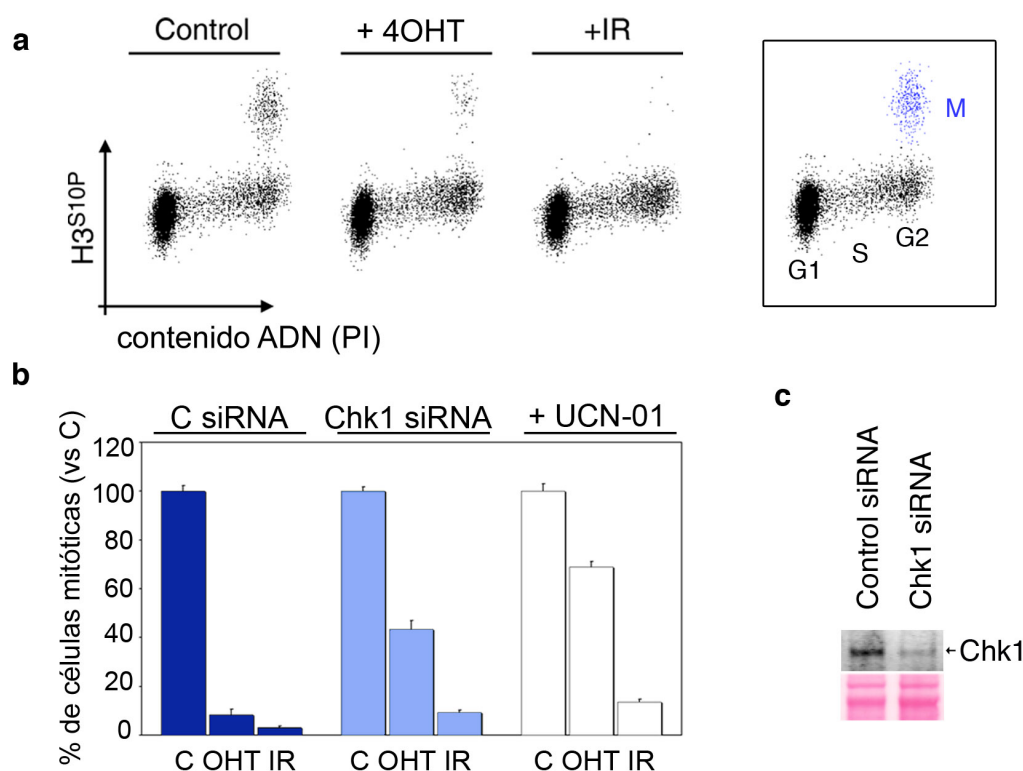 a
Control
+ 4OHT
+IR
H3S10P
contenido ADN (PI)
M
G1
S
G2
b
% de células mitóticas (vs C)
C siRNA
Chk1 siRNA
+ UCN-01
120
100
80
60
40
20
0
C OHT IR
C OHT IR
C OHT IR
c
Control siRNA
Chk1 siRNA
←Chk1